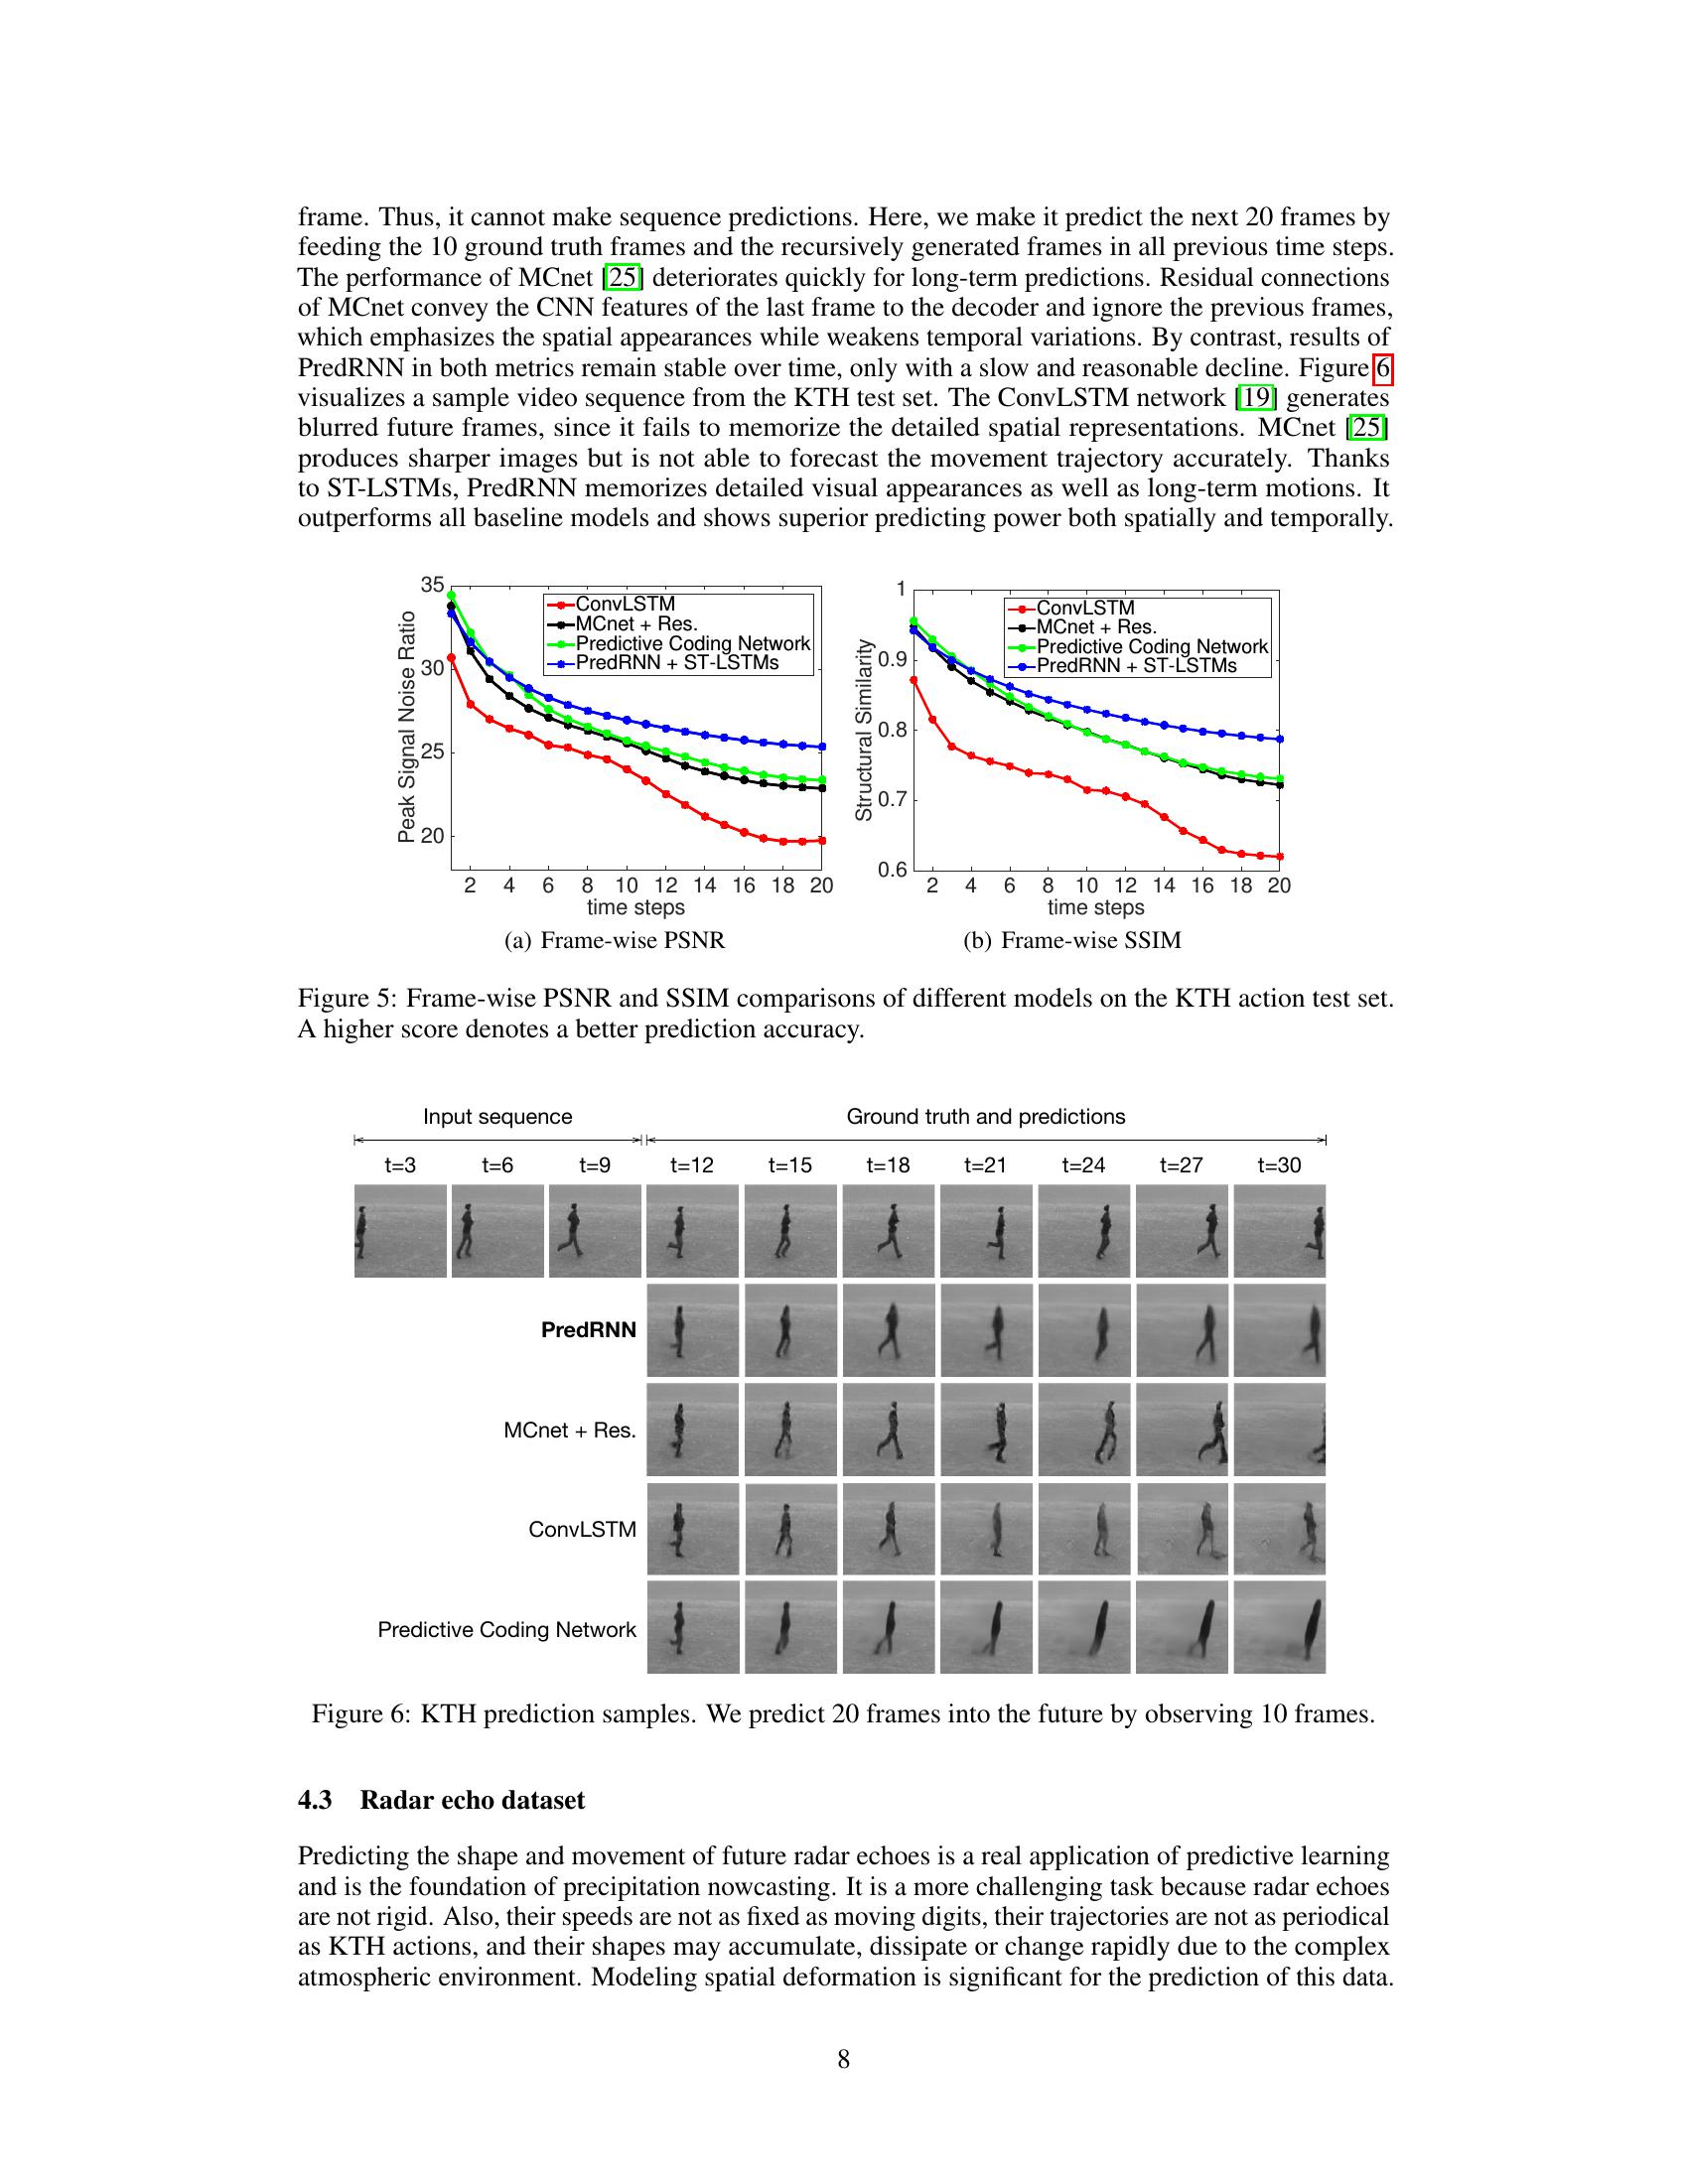 frame. Thus, it cannot make sequence predictions. Here, we make it predict the next 20 frames by
feeding the 10 ground truth frames and the recursively generated frames in all previous time steps.
The performance of MCnet [25] deteriorates quickly for long-term predictions. Residual connections
of MCnet convey the CNN features of the last frame to the decoder and ignore the previous frames,
which emphasizes the spatial appearances while weakens temporal variations. By contrast, results of
PredRNN in both metrics remain stable over time, only with a slow and reasonable decline. Figure 6
visualizes a sample video sequence from the KTH test set. The ConvLSTM network [19] generates
blurred future frames, since it fails to memorize the detailed spatial representations. MCnet [25]
produces sharper images but is not able to forecast the movement trajectory accurately. Thanks
to ST-LSTMs, PredRNN memorizes detailed visual appearances as well as long-term motions. It
outperforms all baseline models and shows superior predicting power both spatially and temporally.
Peak Signal Noise Ratio
35
30
25
20
ConvLSTM
MCnet + Res.
Predictive Coding Network
PredRNN + ST-LSTMs
2 4 6 8 10 12 14 16 18 20
time steps
(a) Frame-wise PSNR
Structural Similarity
1
0.9
0.8
0.7
0.6
ConvLSTM
MCnet + Res.
Predictive Coding Network
PredRNN + ST-LSTMs
2 4 6 8 10 12 14 16 18 20
time steps
(b) Frame-wise SSIM
Figure 5: Frame-wise PSNR and SSIM comparisons of different models on the KTH action test set.
A higher score denotes a better prediction accuracy.
Input sequence Ground truth and predictions
t=3 t=6 t=9 t=12 t=15 t=18 t=21 t=24 t=27 t=30
PredRNN
MCnet + Res.
ConvLSTM
Predictive Coding Network
Figure 6: KTH prediction samples. We predict 20 frames into the future by observing 10 frames.
4.3 Radar echo dataset
Predicting the shape and movement of future radar echoes is a real application of predictive learning
and is the foundation of precipitation nowcasting. It is a more challenging task because radar echoes
are not rigid. Also, their speeds are not as fixed as moving digits, their trajectories are not as periodical
as KTH actions, and their shapes may accumulate, dissipate or change rapidly due to the complex
atmospheric environment. Modeling spatial deformation is significant for the prediction of this data.
8